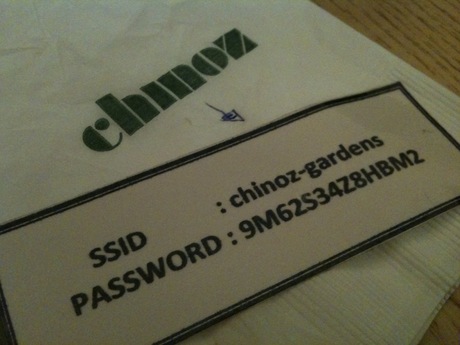 chinoz
SSID : chinoz-gardens
PASSWORD : 9M62S34Z8HBM2